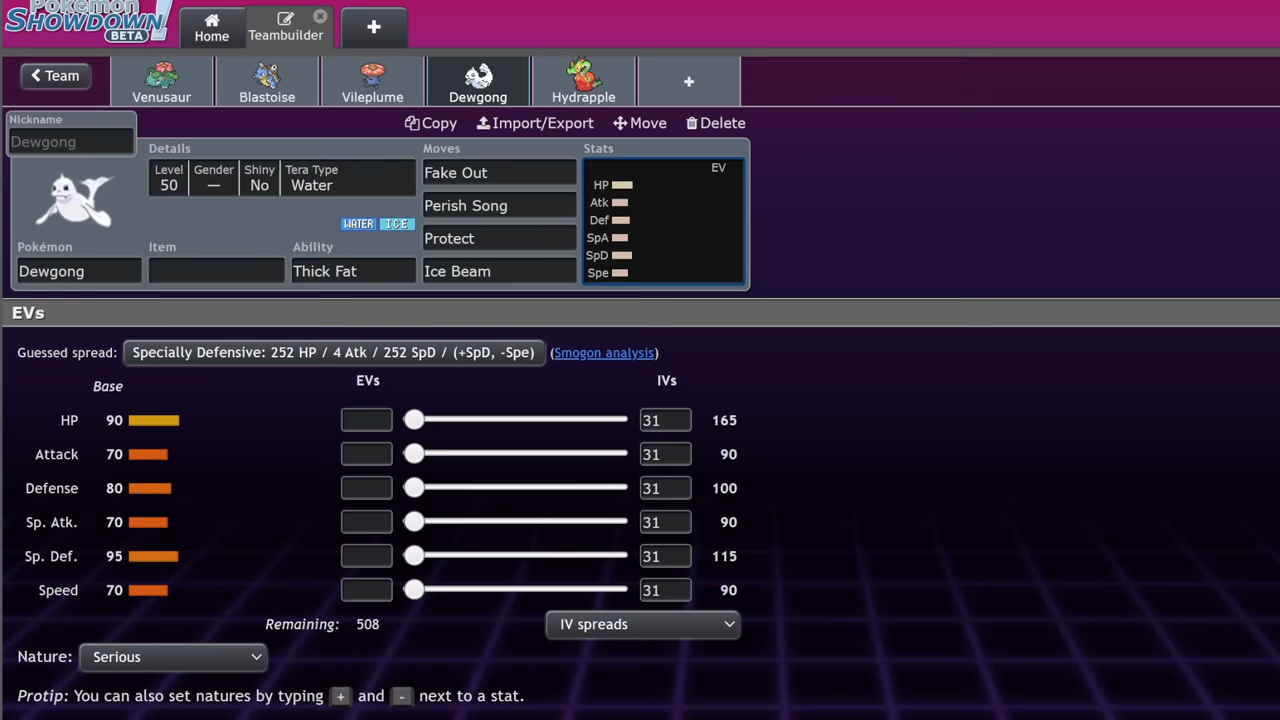 Pokémon
SHOWDOWN!
BETA
Home
Teambuilder
+
Team
Venusaur
Blastoise
Vileplume
Dewgong
Hydrapple
+
Copy
Import/Export
Move
Delete
Nickname
Dewgong
Details
Level
50
Gender
—
Shiny
No
Tera Type
Water
WATER ICE
Pokémon
Dewgong
Item
Ability
Thick Fat
Moves
Fake Out
Perish Song
Protect
Ice Beam
Stats
EV
HP
Atk
Def
SpA
SpD
Spe
EVs
Guessed spread: Specially Defensive: 252 HP / 4 Atk / 252 SpD / (+SpD, -Spe) (Smogon analysis)
Base EVs IVs
HP 90 31 165
Attack 70 31 90
Defense 80 31 100
Sp. Atk. 70 31 90
Sp. Def. 95 31 115
Speed 70 31 90
Remaining: 508 IV spreads
Nature: Serious
Protip: You can also set natures by typing + and - next to a stat.